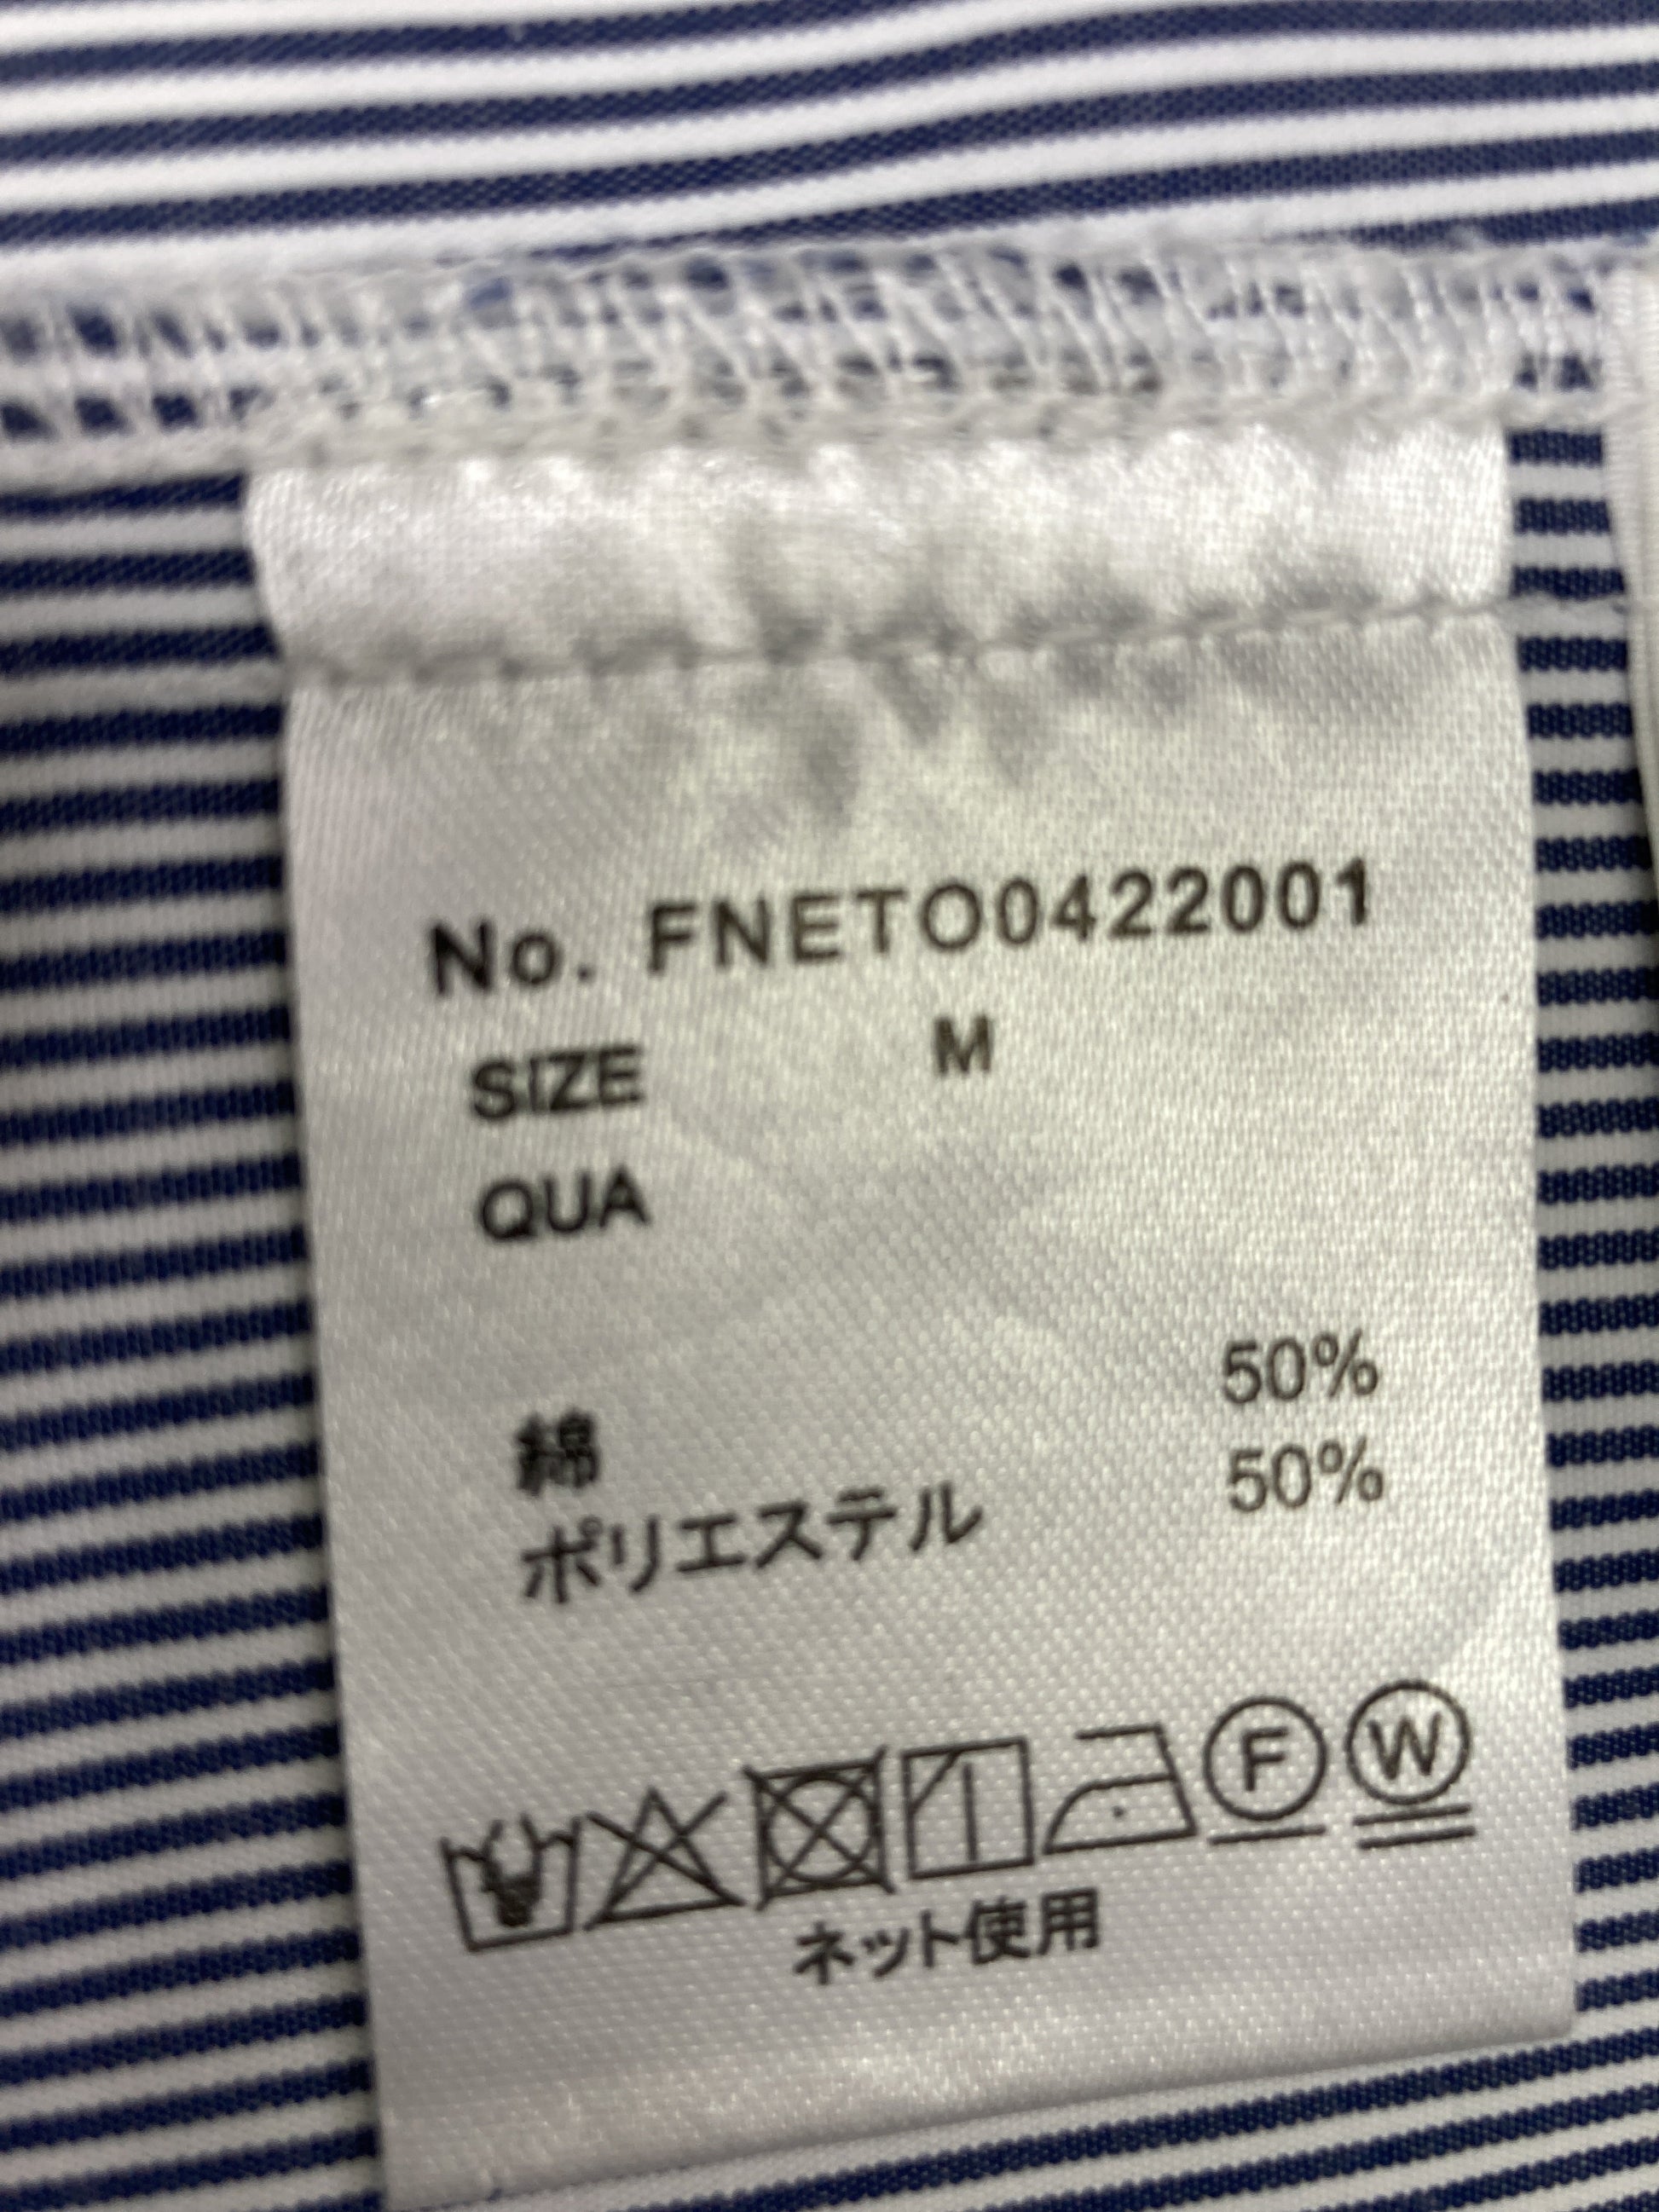 No. FNETO0422001
SIZE M
QUA
綿 50%
ポリエステル 50%
F W
ネット使用